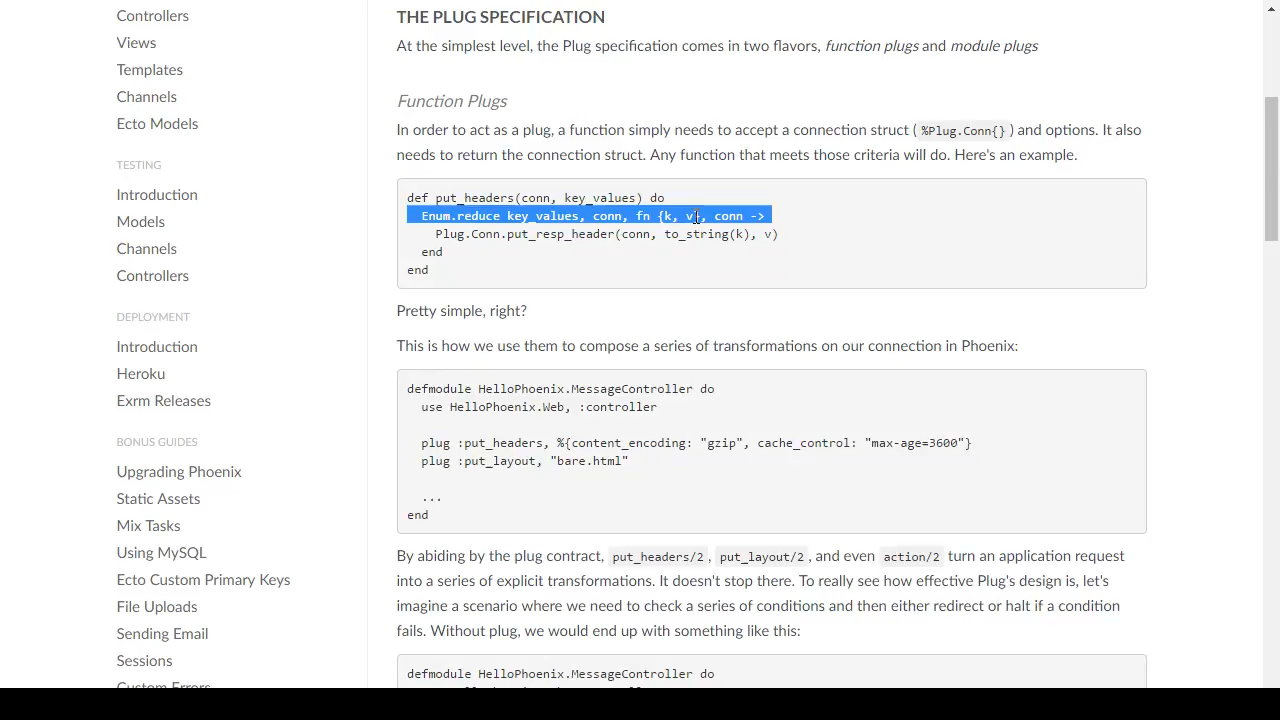 Controllers
Views
Templates
Channels
Ecto Models
TESTING
Introduction
Models
Channels
Controllers
DEPLOYMENT
Introduction
Heroku
Exrm Releases
BONUS GUIDES
Upgrading Phoenix
Static Assets
Mix Tasks
Using MySQL
Ecto Custom Primary Keys
File Uploads
Sending Email
Sessions
Custom Errors
THE PLUG SPECIFICATION
At the simplest level, the Plug specification comes in two flavors, function plugs and module plugs
Function Plugs
In order to act as a plug, a function simply needs to accept a connection struct ( %Plug.Conn{} ) and options. It also
needs to return the connection struct. Any function that meets those criteria will do. Here's an example.
def put_headers(conn, key_values) do
  Enum.reduce key_values, conn, fn {k, v}, conn ->
    Plug.Conn.put_resp_header(conn, to_string(k), v)
  end
end
Pretty simple, right?
This is how we use them to compose a series of transformations on our connection in Phoenix:
defmodule HelloPhoenix.MessageController do
  use HelloPhoenix.Web, :controller
  plug :put_headers, %{content_encoding: "gzip", cache_control: "max-age=3600"}
  plug :put_layout, "bare.html"
  ...
end
By abiding by the plug contract, put_headers/2 , put_layout/2 , and even action/2 turn an application request
into a series of explicit transformations. It doesn't stop there. To really see how effective Plug's design is, let's
imagine a scenario where we need to check a series of conditions and then either redirect or halt if a condition
fails. Without plug, we would end up with something like this:
defmodule HelloPhoenix.MessageController do